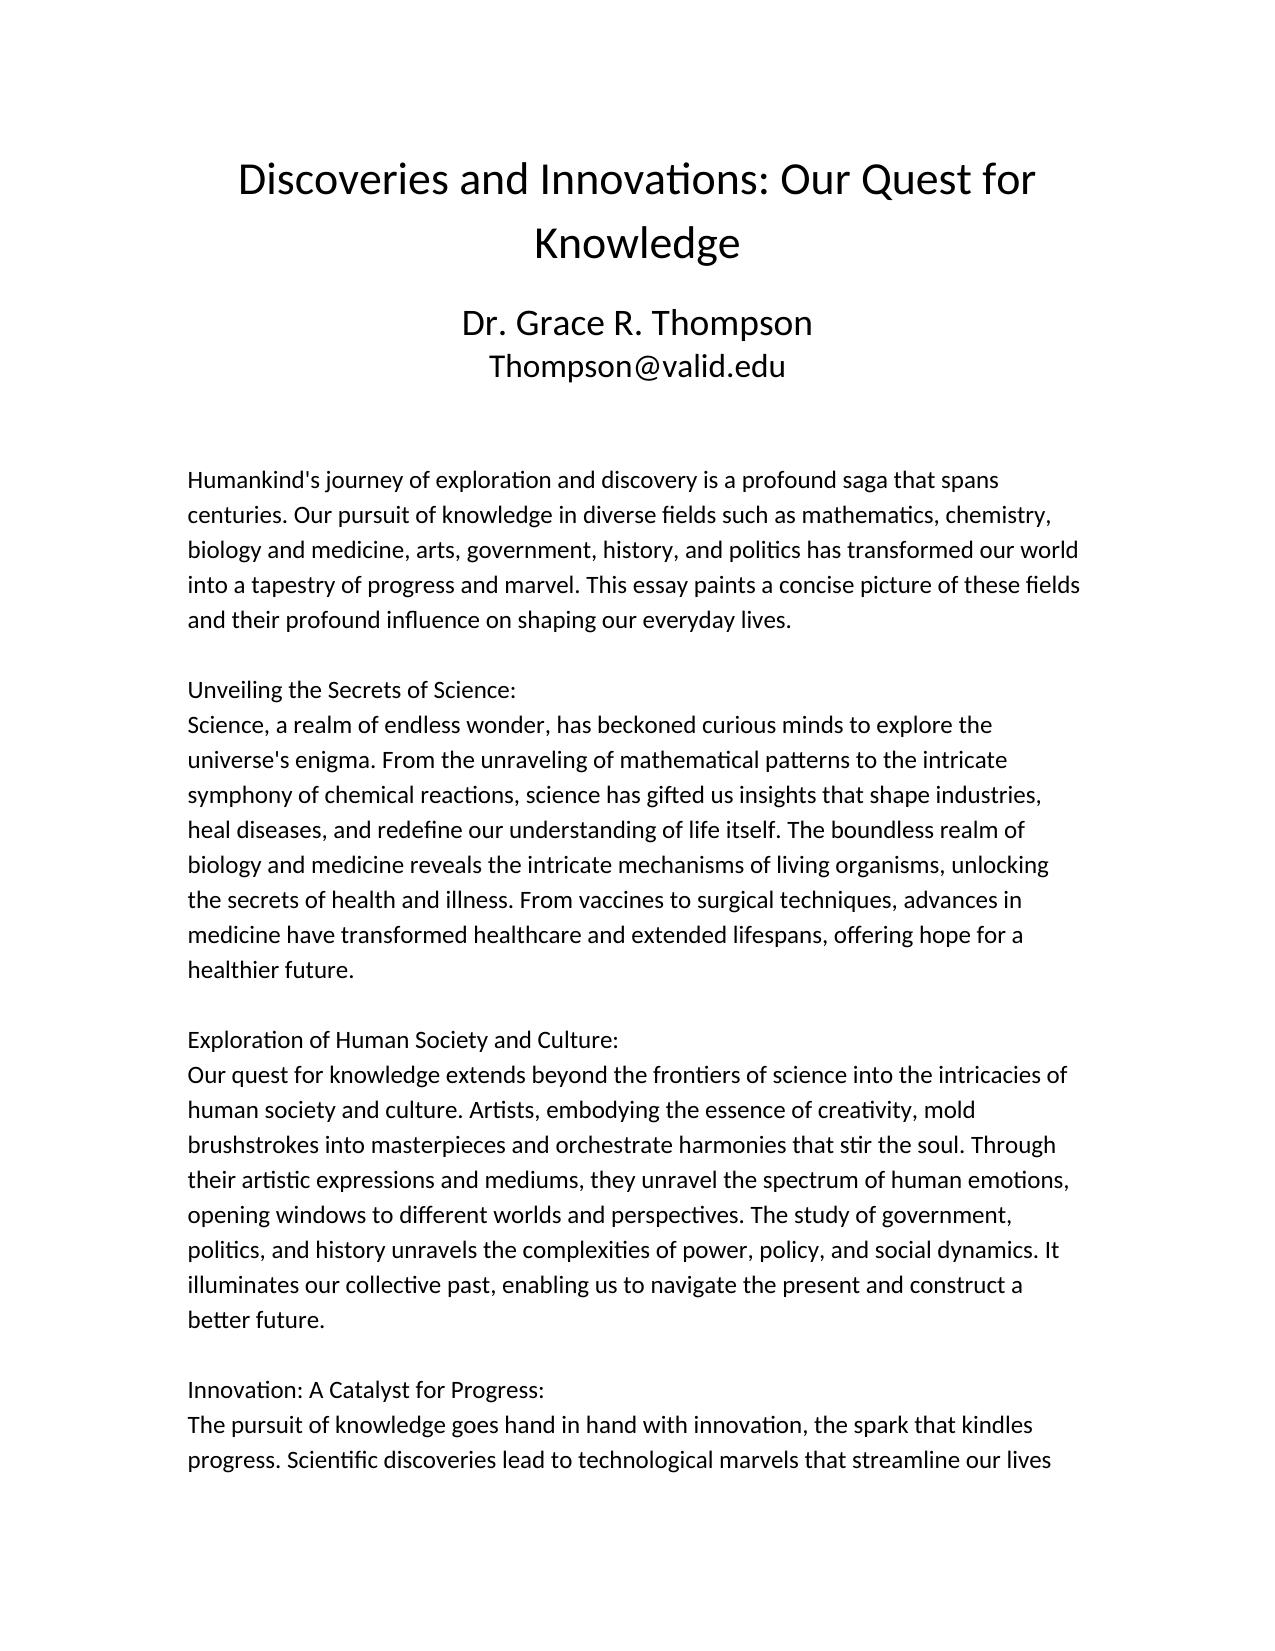 Discoveries and Innovations: Our Quest for
Knowledge
Dr. Grace R. Thompson
Thompson@valid.edu
Humankind's journey of exploration and discovery is a profound saga that spans
centuries. Our pursuit of knowledge in diverse fields such as mathematics, chemistry,
biology and medicine, arts, government, history, and politics has transformed our world
into a tapestry of progress and marvel. This essay paints a concise picture of these fields
and their profound influence on shaping our everyday lives.
Unveiling the Secrets of Science:
Science, a realm of endless wonder, has beckoned curious minds to explore the
universe's enigma. From the unraveling of mathematical patterns to the intricate
symphony of chemical reactions, science has gifted us insights that shape industries,
heal diseases, and redefine our understanding of life itself. The boundless realm of
biology and medicine reveals the intricate mechanisms of living organisms, unlocking
the secrets of health and illness. From vaccines to surgical techniques, advances in
medicine have transformed healthcare and extended lifespans, offering hope for a
healthier future.
Exploration of Human Society and Culture:
Our quest for knowledge extends beyond the frontiers of science into the intricacies of
human society and culture. Artists, embodying the essence of creativity, mold
brushstrokes into masterpieces and orchestrate harmonies that stir the soul. Through
their artistic expressions and mediums, they unravel the spectrum of human emotions,
opening windows to different worlds and perspectives. The study of government,
politics, and history unravels the complexities of power, policy, and social dynamics. It
illuminates our collective past, enabling us to navigate the present and construct a
better future.
Innovation: A Catalyst for Progress:
The pursuit of knowledge goes hand in hand with innovation, the spark that kindles
progress. Scientific discoveries lead to technological marvels that streamline our lives